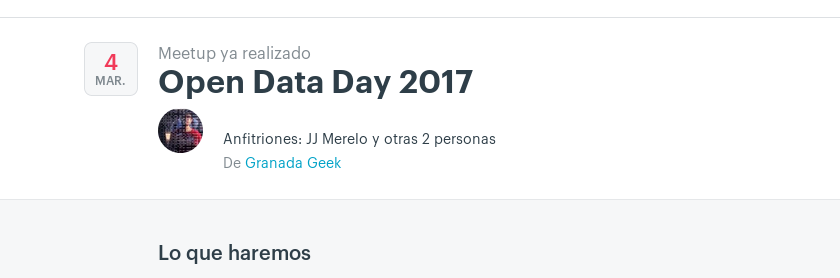 4
MAR.
Meetup ya realizado
Open Data Day 2017
Anfitriones: JJ Merelo y otras 2 personas
De Granada Geek
Lo que haremos